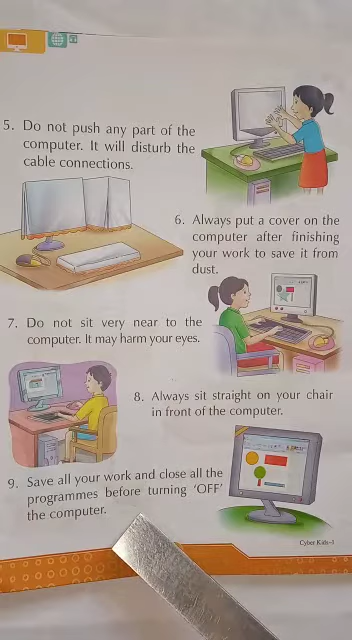 5. Do not push any part of the
computer. It will disturb the
cable connections.
6. Always put a cover on the
computer after finishing
your work to save it from
dust.
7. Do not sit very near to the
computer. It may harm your eyes.
8. Always sit straight on your chair
in front of the computer.
9. Save all your work and close all the
programmes before turning 'OFF'
the computer.
Cyber Kids-1